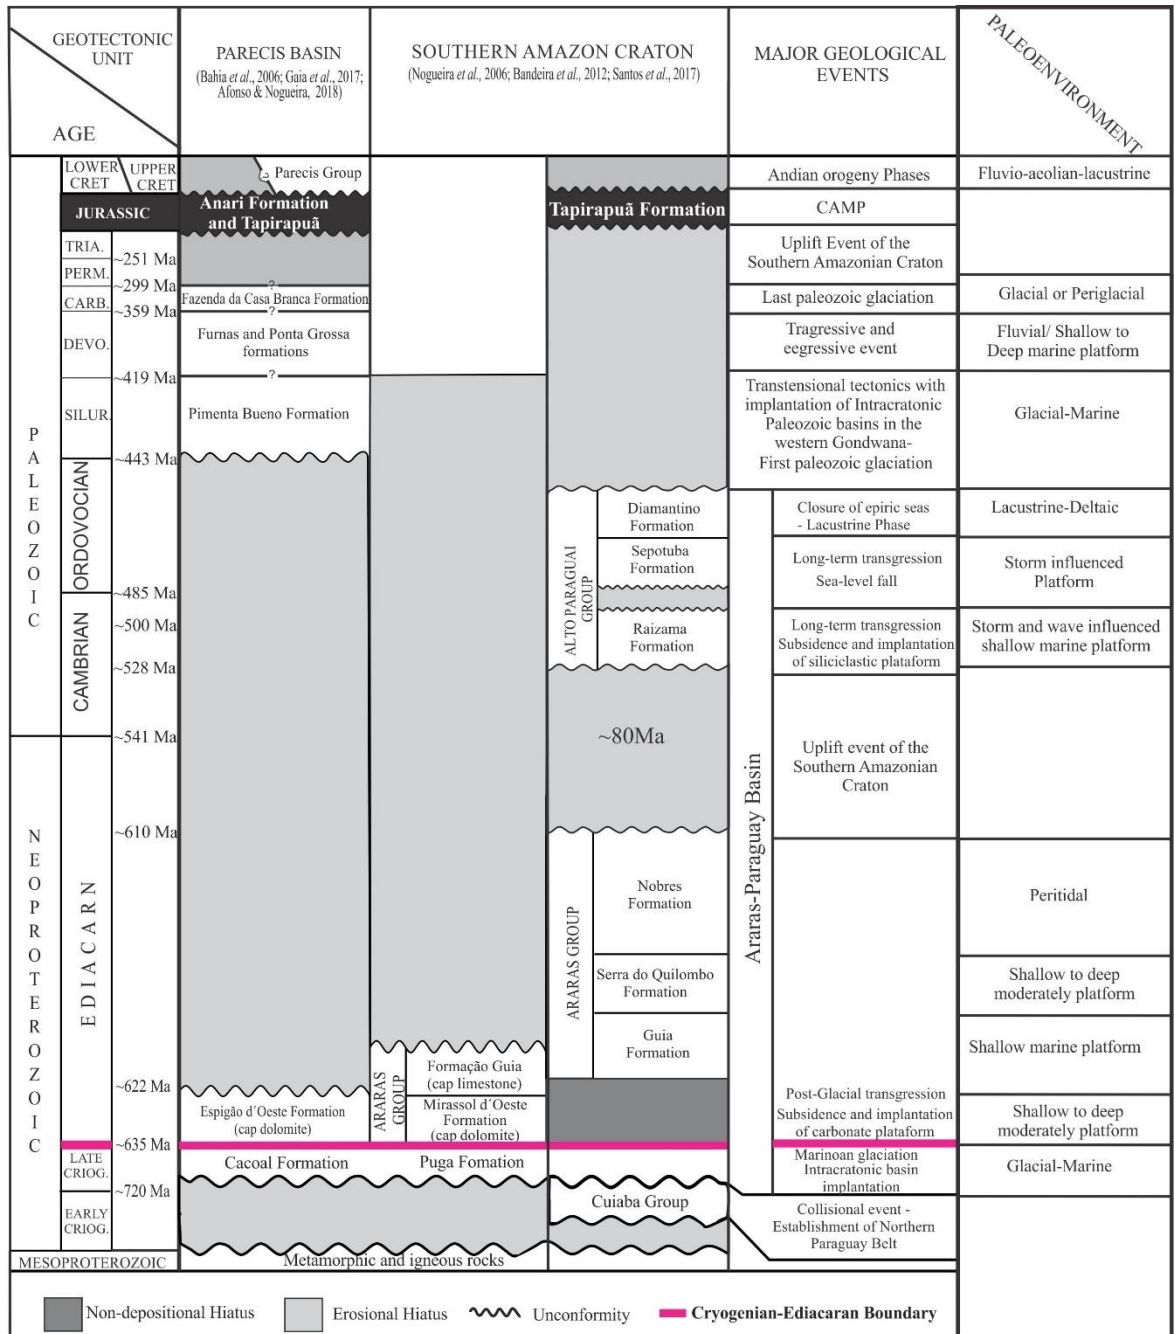 GEOTECTONIC
UNIT
AGE
PARECIS BASIN
(Bahia et al., 2006; Gaia et al., 2017;
Afonso & Nogueira, 2018)
SOUTHERN AMAZON CRATON
(Nogueira et al., 2006; Bandeira et al., 2012; Santos et al., 2017)
MAJOR GEOLOGICAL
EVENTS
PALEOENVIRONMENT
LOWER
CRET
UPPER
CRET
Parecis Group
Andian orogeny Phases
Fluvio-aeolian-lacustrine
JURASSIC
Anari Formation
and Tapirapuã
Tapirapuã Formation
CAMP
TRIA.
~251 Ma
PERM.
~299 Ma
Uplift Event of the
Southern Amazonian Craton
?
CARB.
Fazenda da Casa Branca Formation
Last paleozoic glaciation
Glacial or Periglacial
~359 Ma
?
DEVO.
Furnas and Ponta Grossa
formations
Tragressive and
eegressive event
Fluvial/ Shallow to
Deep marine platform
~419 Ma
?
SILUR.
Pimenta Bueno Formation
Transtensional tectonics with
implantation of Intracratonic
Paleozoic basins in the
western Gondwana-
First paleozoic glaciation
Glacial-Marine
~443 Ma
PALEOZOIC
ORDOVOCIAN
ALTO PARAGUAI
GROUP
Diamantino
Formation
Closure of epiric seas
- Lacustrine Phase
Lacustrine-Deltaic
Sepotuba
Formation
Long-term transgression
Sea-level fall
Storm influenced
Platform
~485 Ma
CAMBRIAN
~500 Ma
Raizama
Formation
Long-term transgression
Subsidence and implantation
of siliciclastic plataform
Storm and wave influenced
shallow marine platform
~528 Ma
~541 Ma
~80Ma
Uplift event of the
Southern Amazonian
Craton
Araras-Paraguay Basin
NEOPROTEROZOIC
EDIACARN
~610 Ma
ARARAS GROUP
Nobres
Formation
Peritidal
Serra do Quilombo
Formation
Shallow to deep
moderately platform
Guia
Formation
Shallow marine platform
~622 Ma
ARARAS
GROUP
Formação Guia
(cap limestone)
Espigão d´Oeste Formation
(cap dolomite)
Mirassol d´Oeste
Formation
(cap dolomite)
Post-Glacial transgression
Subsidence and implantation
of carbonate plataform
Shallow to deep
moderately platform
~635 Ma
LATE
CRIOG.
Cacoal Formation
Puga Fomation
Marinoan glaciation
Intracratonic basin
implantation
Glacial-Marine
~720 Ma
EARLY
CRIOG.
Cuiaba Group
Collisional event -
Establishment of Northern
Paraguay Belt
MESOPROTEROZOIC
Metamorphic and igneous rocks
Non-depositional Hiatus
Erosional Hiatus
Unconformity
Cryogenian-Ediacaran Boundary